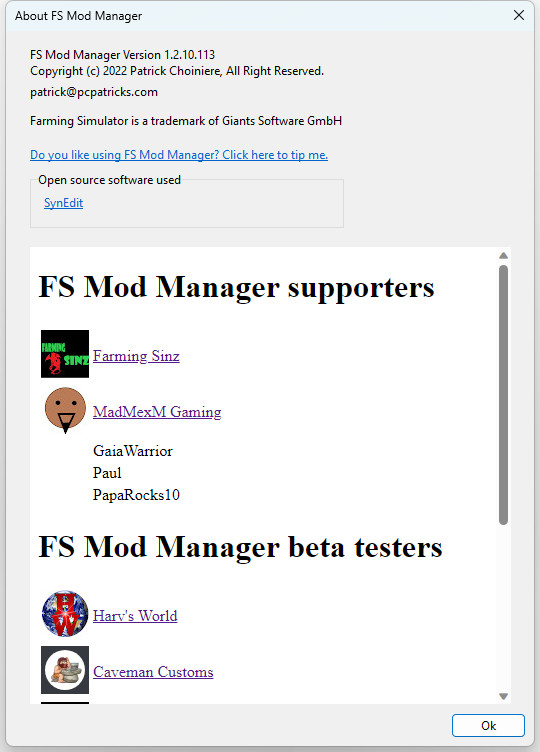 About FS Mod Manager
FS Mod Manager Version 1.2.10.113
Copyright (c) 2022 Patrick Choiniere, All Right Reserved.
patrick@pcpatricks.com
Farming Simulator is a trademark of Giants Software GmbH
Do you like using FS Mod Manager? Click here to tip me.
Open source software used
SynEdit
FS Mod Manager supporters
FARMING
SINZ
Farming Sinz
MadMexM Gaming
GaiaWarrior
Paul
PapaRocks10
FS Mod Manager beta testers
HW
Harv's World
Caveman Customs
Ok